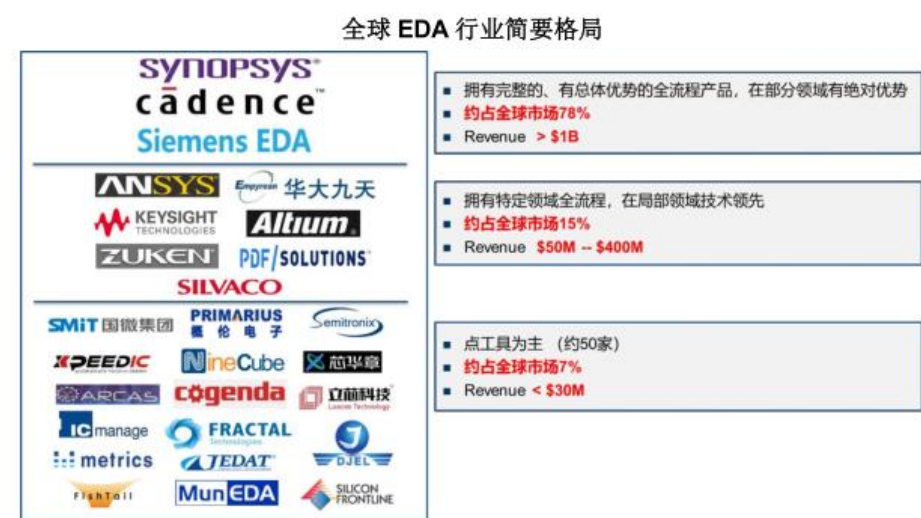 全球 EDA 行业简要格局
SYNOPSYS
cādence™
Siemens EDA
拥有完整的、有总体优势的全流程产品，在部分领域有绝对优势
约占全球市场78%
Revenue > $1B
ANSYS Empyrean 华大九天
KEYSIGHT TECHNOLOGIES Altium
ZUKEN PDF/SOLUTIONS
SILVACO
拥有特定领域全流程，在局部领域技术领先
约占全球市场15%
Revenue $50M -- $400M
SMiT 国微集团 PRIMARIUS 概伦电子 Semitronix
XPEEDIC NineCube 芯华章
ARCAS cogenda 立芯科技 Leacore Technology
IC manage FRACTAL Technologies DJEL
metrics JEDAT
FishTail MunEDA SILICON FRONTLINE
点工具为主 （约50家）
约占全球市场7%
Revenue < $30M